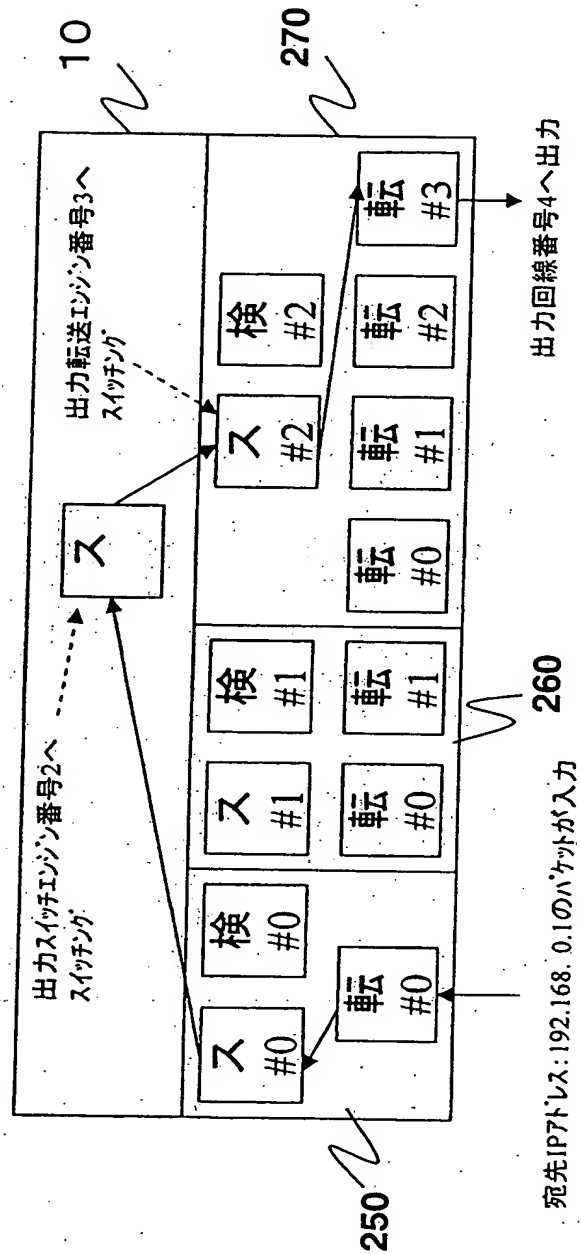 10
出力スイッチエンジン番号2へ
スイッチング
ス
出力転送エンジン番号3へ
スイッチング
ス
#0
検
#0
ス
#1
検
#1
ス
#2
検
#2
転
#0
転
#0
転
#1
転
#0
転
#1
転
#2
転
#3
250
260
270
宛先IPアドレス:192.168. 0.1のパケットが入力
出力回線番号4へ出力